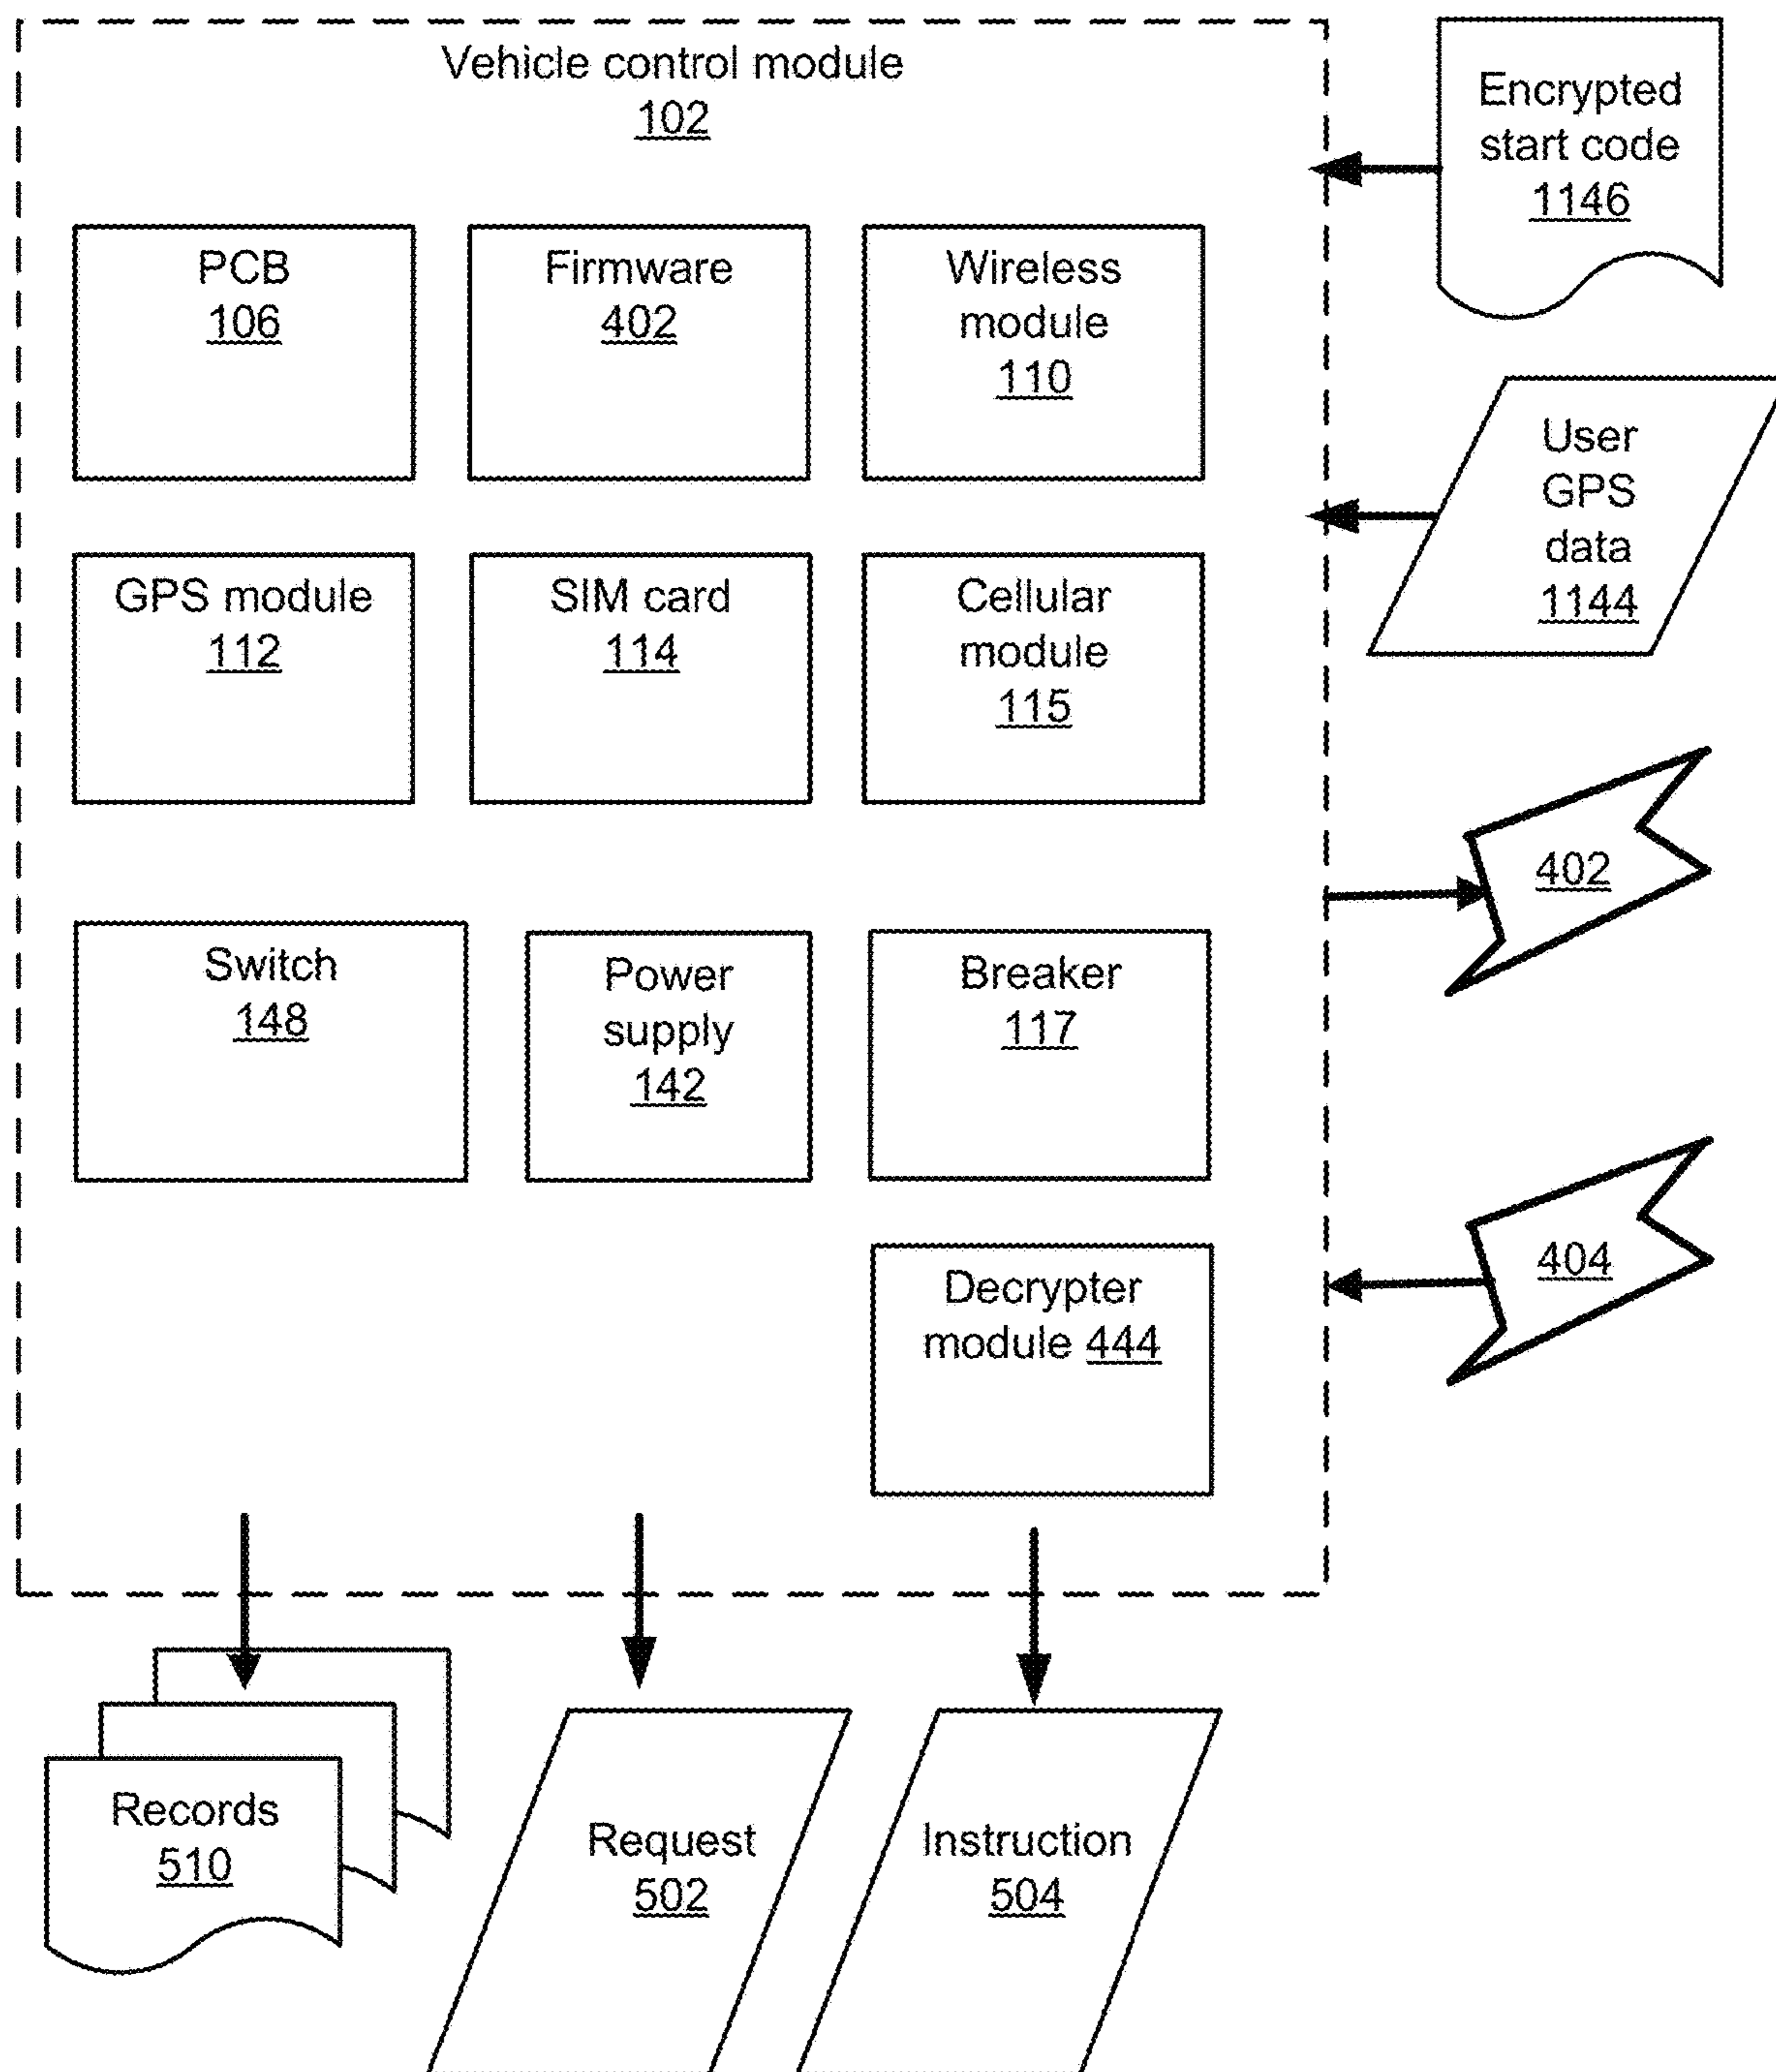 Vehicle control module
102
Encrypted
start code
1146
PCB
106
Firmware
402
Wireless
module
110
User
GPS
data
1144
GPS module
112
SIM card
114
Cellular
module
115
402
Switch
148
Power
supply
142
Breaker
117
404
Decrypter
module 444
Records
510
Request
502
Instruction
504